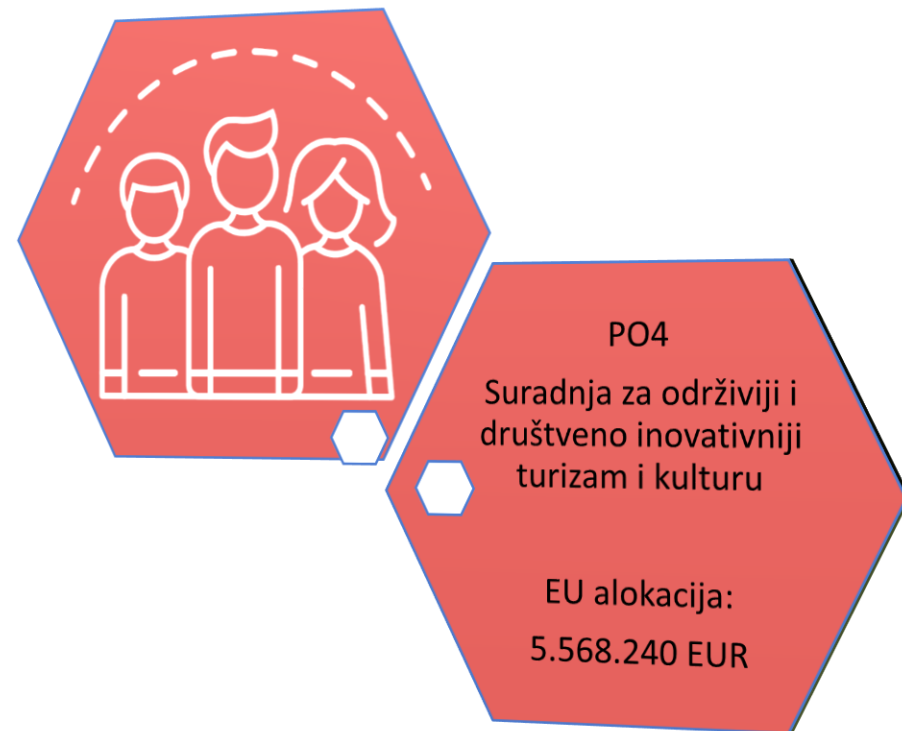 PO4
Suradnja za održiviji i
društveno inovativniji
turizam i kulturu
EU alokacija:
5.568.240 EUR